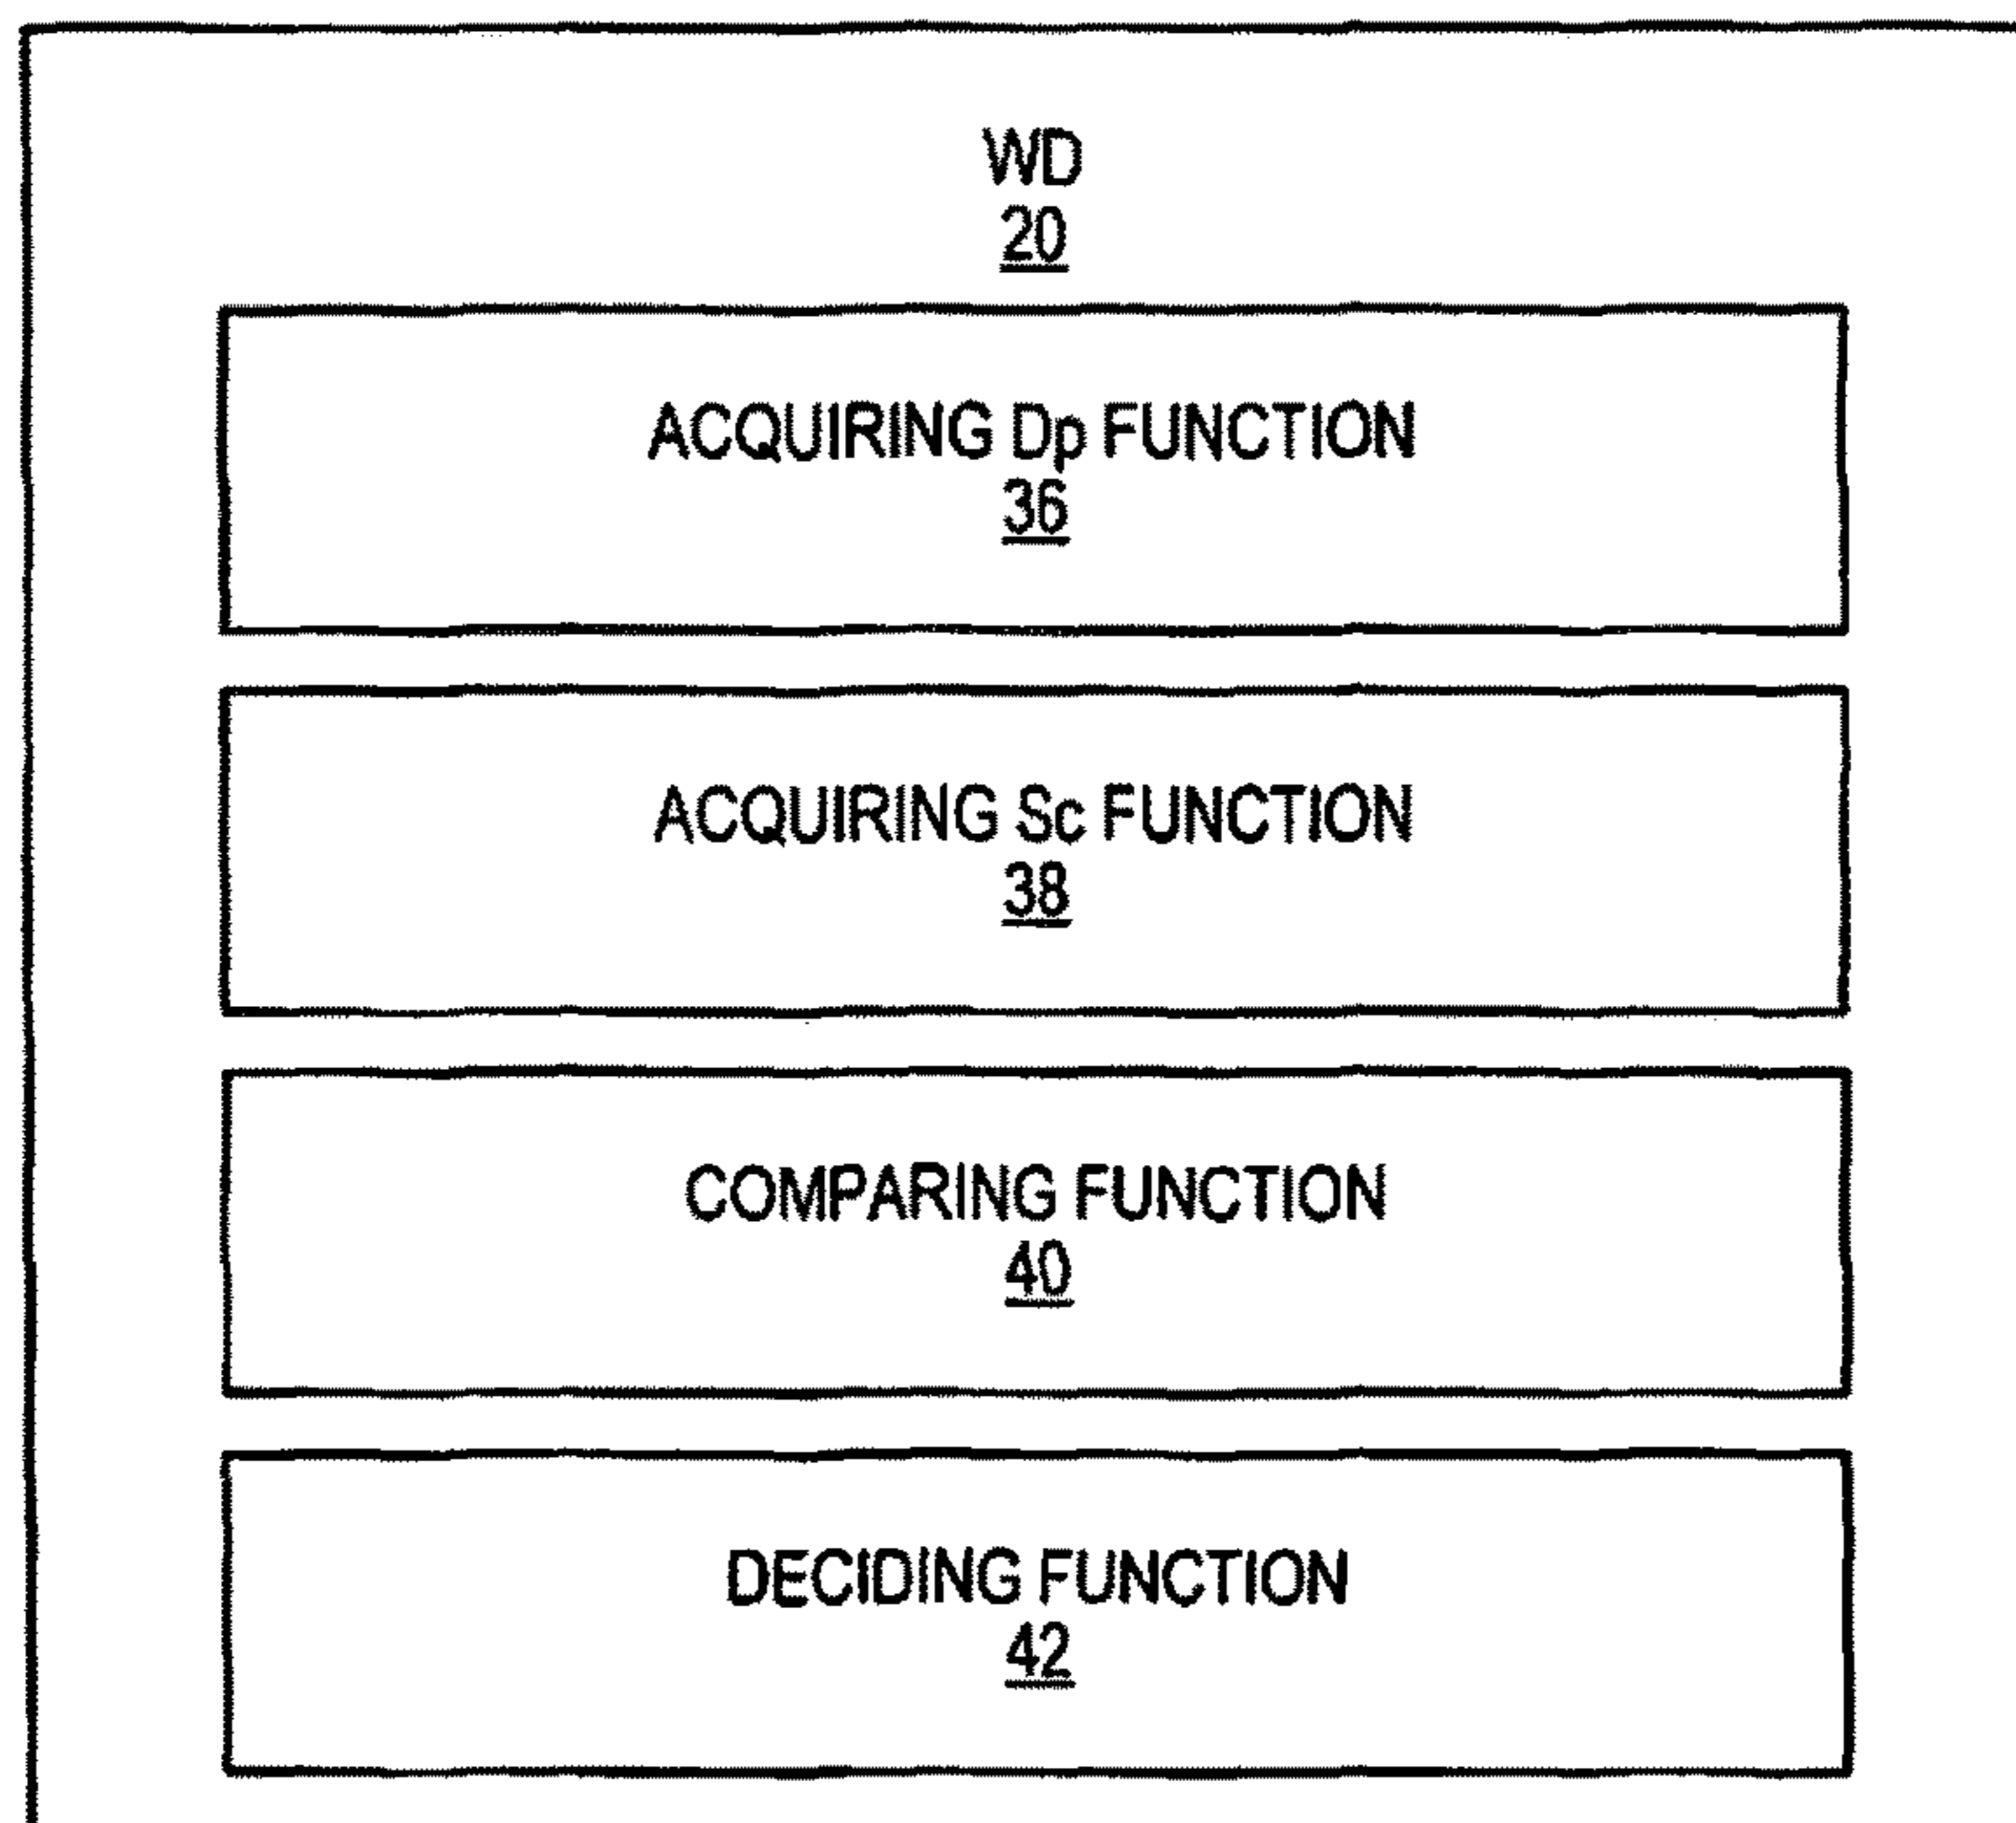 WD
20
ACQUIRING Dp FUNCTION
36
ACQUIRING Sc FUNCTION
38
COMPARING FUNCTION
40
DECIDING FUNCTION
42